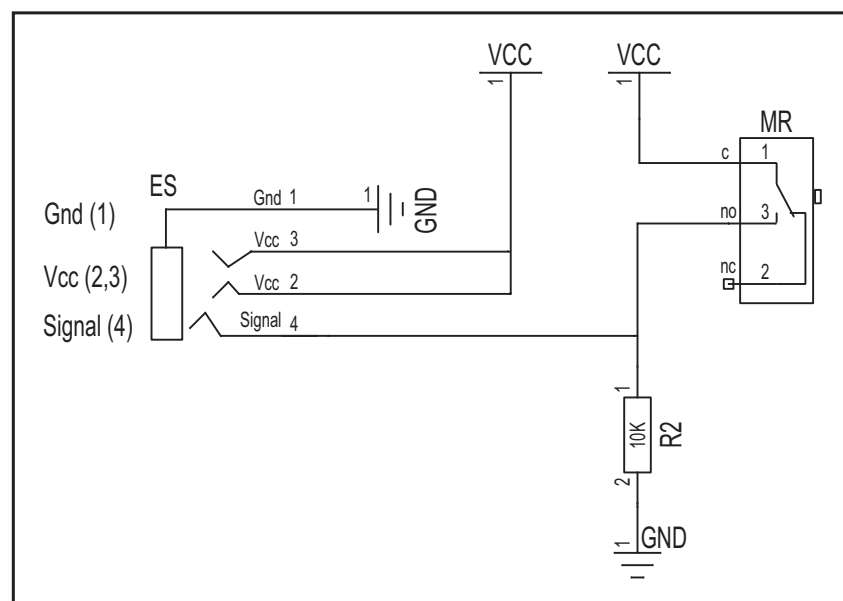 VCC
VCC
1
1
MR
c
1
ES
Gnd 1
1
GND
Gnd (1)
no
3
Vcc 3
Vcc (2,3)
nc
2
Vcc 2
Signal (4)
Signal 4
1
10K
R2
2
1
GND